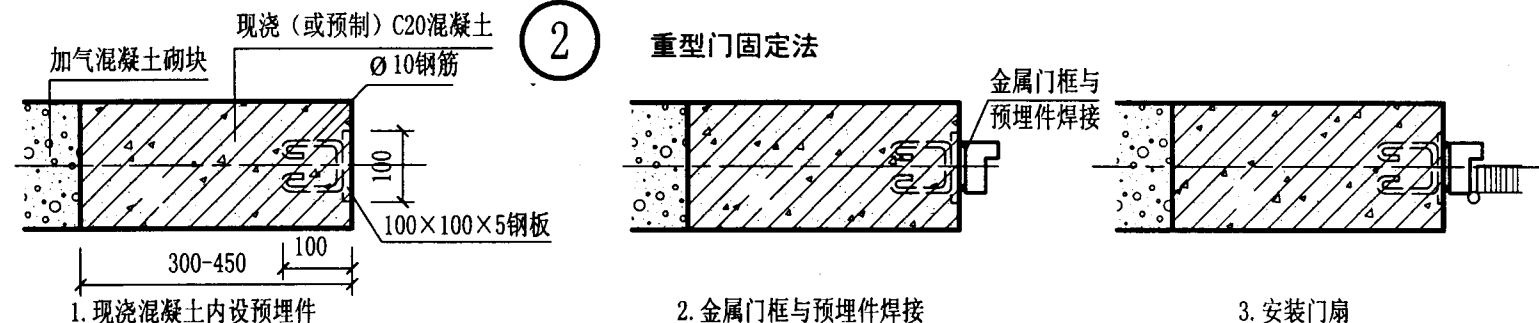 现浇（或预制）C20混凝土
加气混凝土砌块
Ø10钢筋
2
重型门固定法
金属门框与
预埋件焊接
100
100×100×5钢板
100
300-450
1.现浇混凝土内设预埋件
2.金属门框与预埋件焊接
3.安装门扇